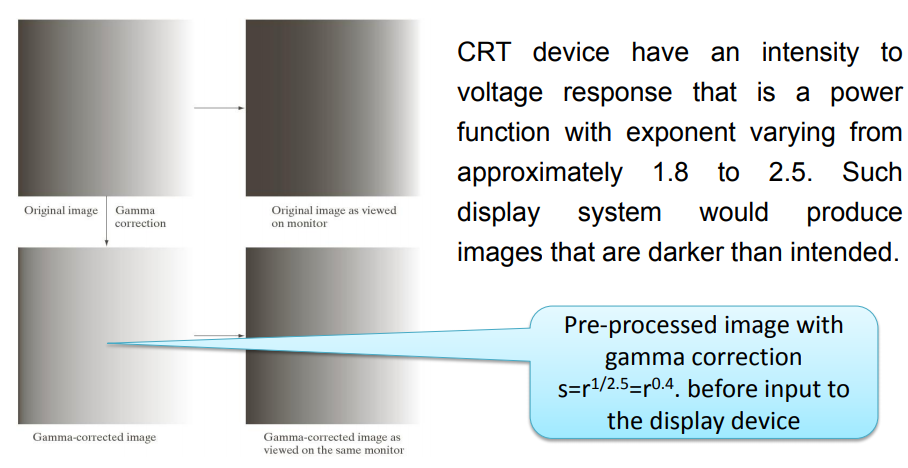 Original image
Gamma
correction
Original image as viewed
on monitor
Gamma-corrected image
Gamma-corrected image as
viewed on the same monitor
CRT device have an intensity to
voltage response that is a power
function with exponent varying from
approximately 1.8 to 2.5. Such
display system would produce
images that are darker than intended.
Pre-processed image with
gamma correction
s=r^1/2.5=r^0.4. before input to
the display device